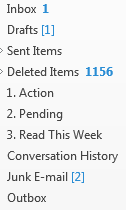 Inbox 1
Drafts [1]
Sent Items
Deleted Items 1156
1. Action
2. Pending
3. Read This Week
Conversation History
Junk E-mail [2]
Outbox